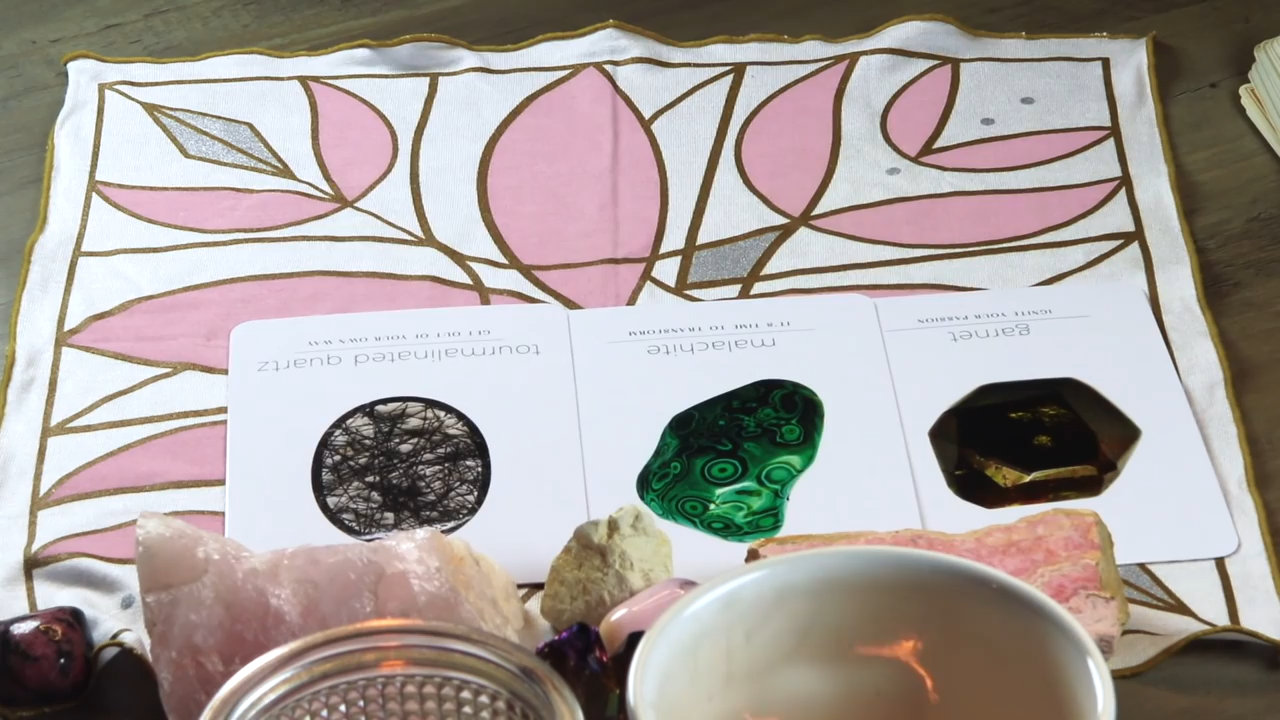 GET OUT OF YOUR OWN WAY
tourmalinated quartz
IT'S TIME TO TRANSFORM
malachite
IGNITE YOUR PASSION
garnet